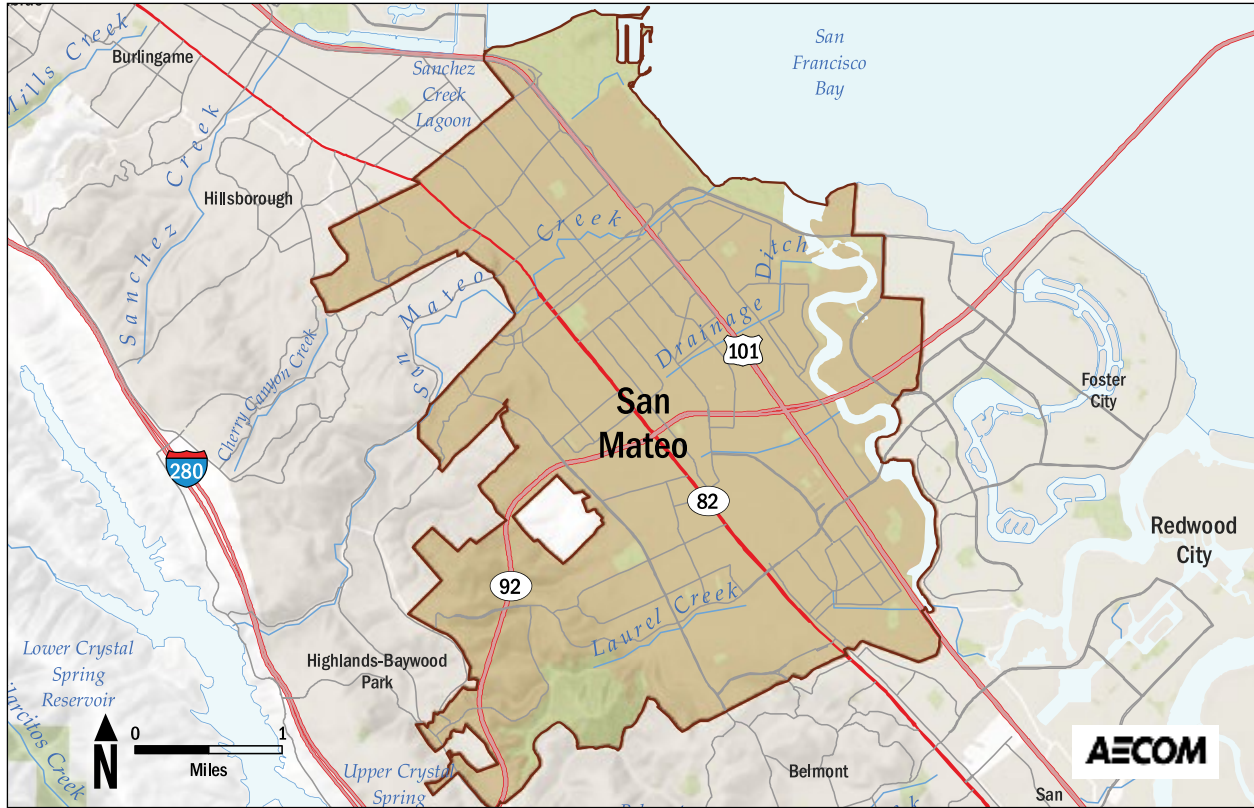 Mills Creek
Burlingame
Sanchez
Creek
Lagoon
San
Francisco
Bay
Sanchez Creek
Hillsborough
San Mateo Creek
Drainage Ditch
Cherry Canyon Creek
101
Foster
City
San
Mateo
280
82
Redwood
City
92
Laurel Creek
Lower Crystal
Spring
Reservoir
Highlands-Baywood
Park
N
0 1
Miles
Upper Crystal
Spring
Belmont
San
AECOM